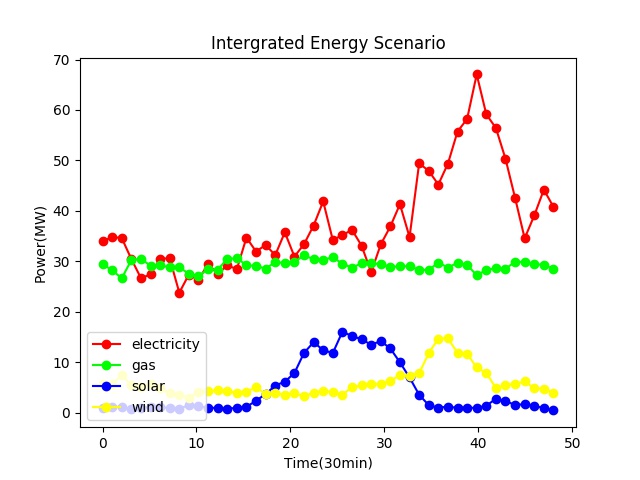 Intergrated Energy Scenario
70
60
50
40
30
20
10
0
Power(MW)
electricity
gas
solar
wind
0 10 20 30 40 50
Time(30min)